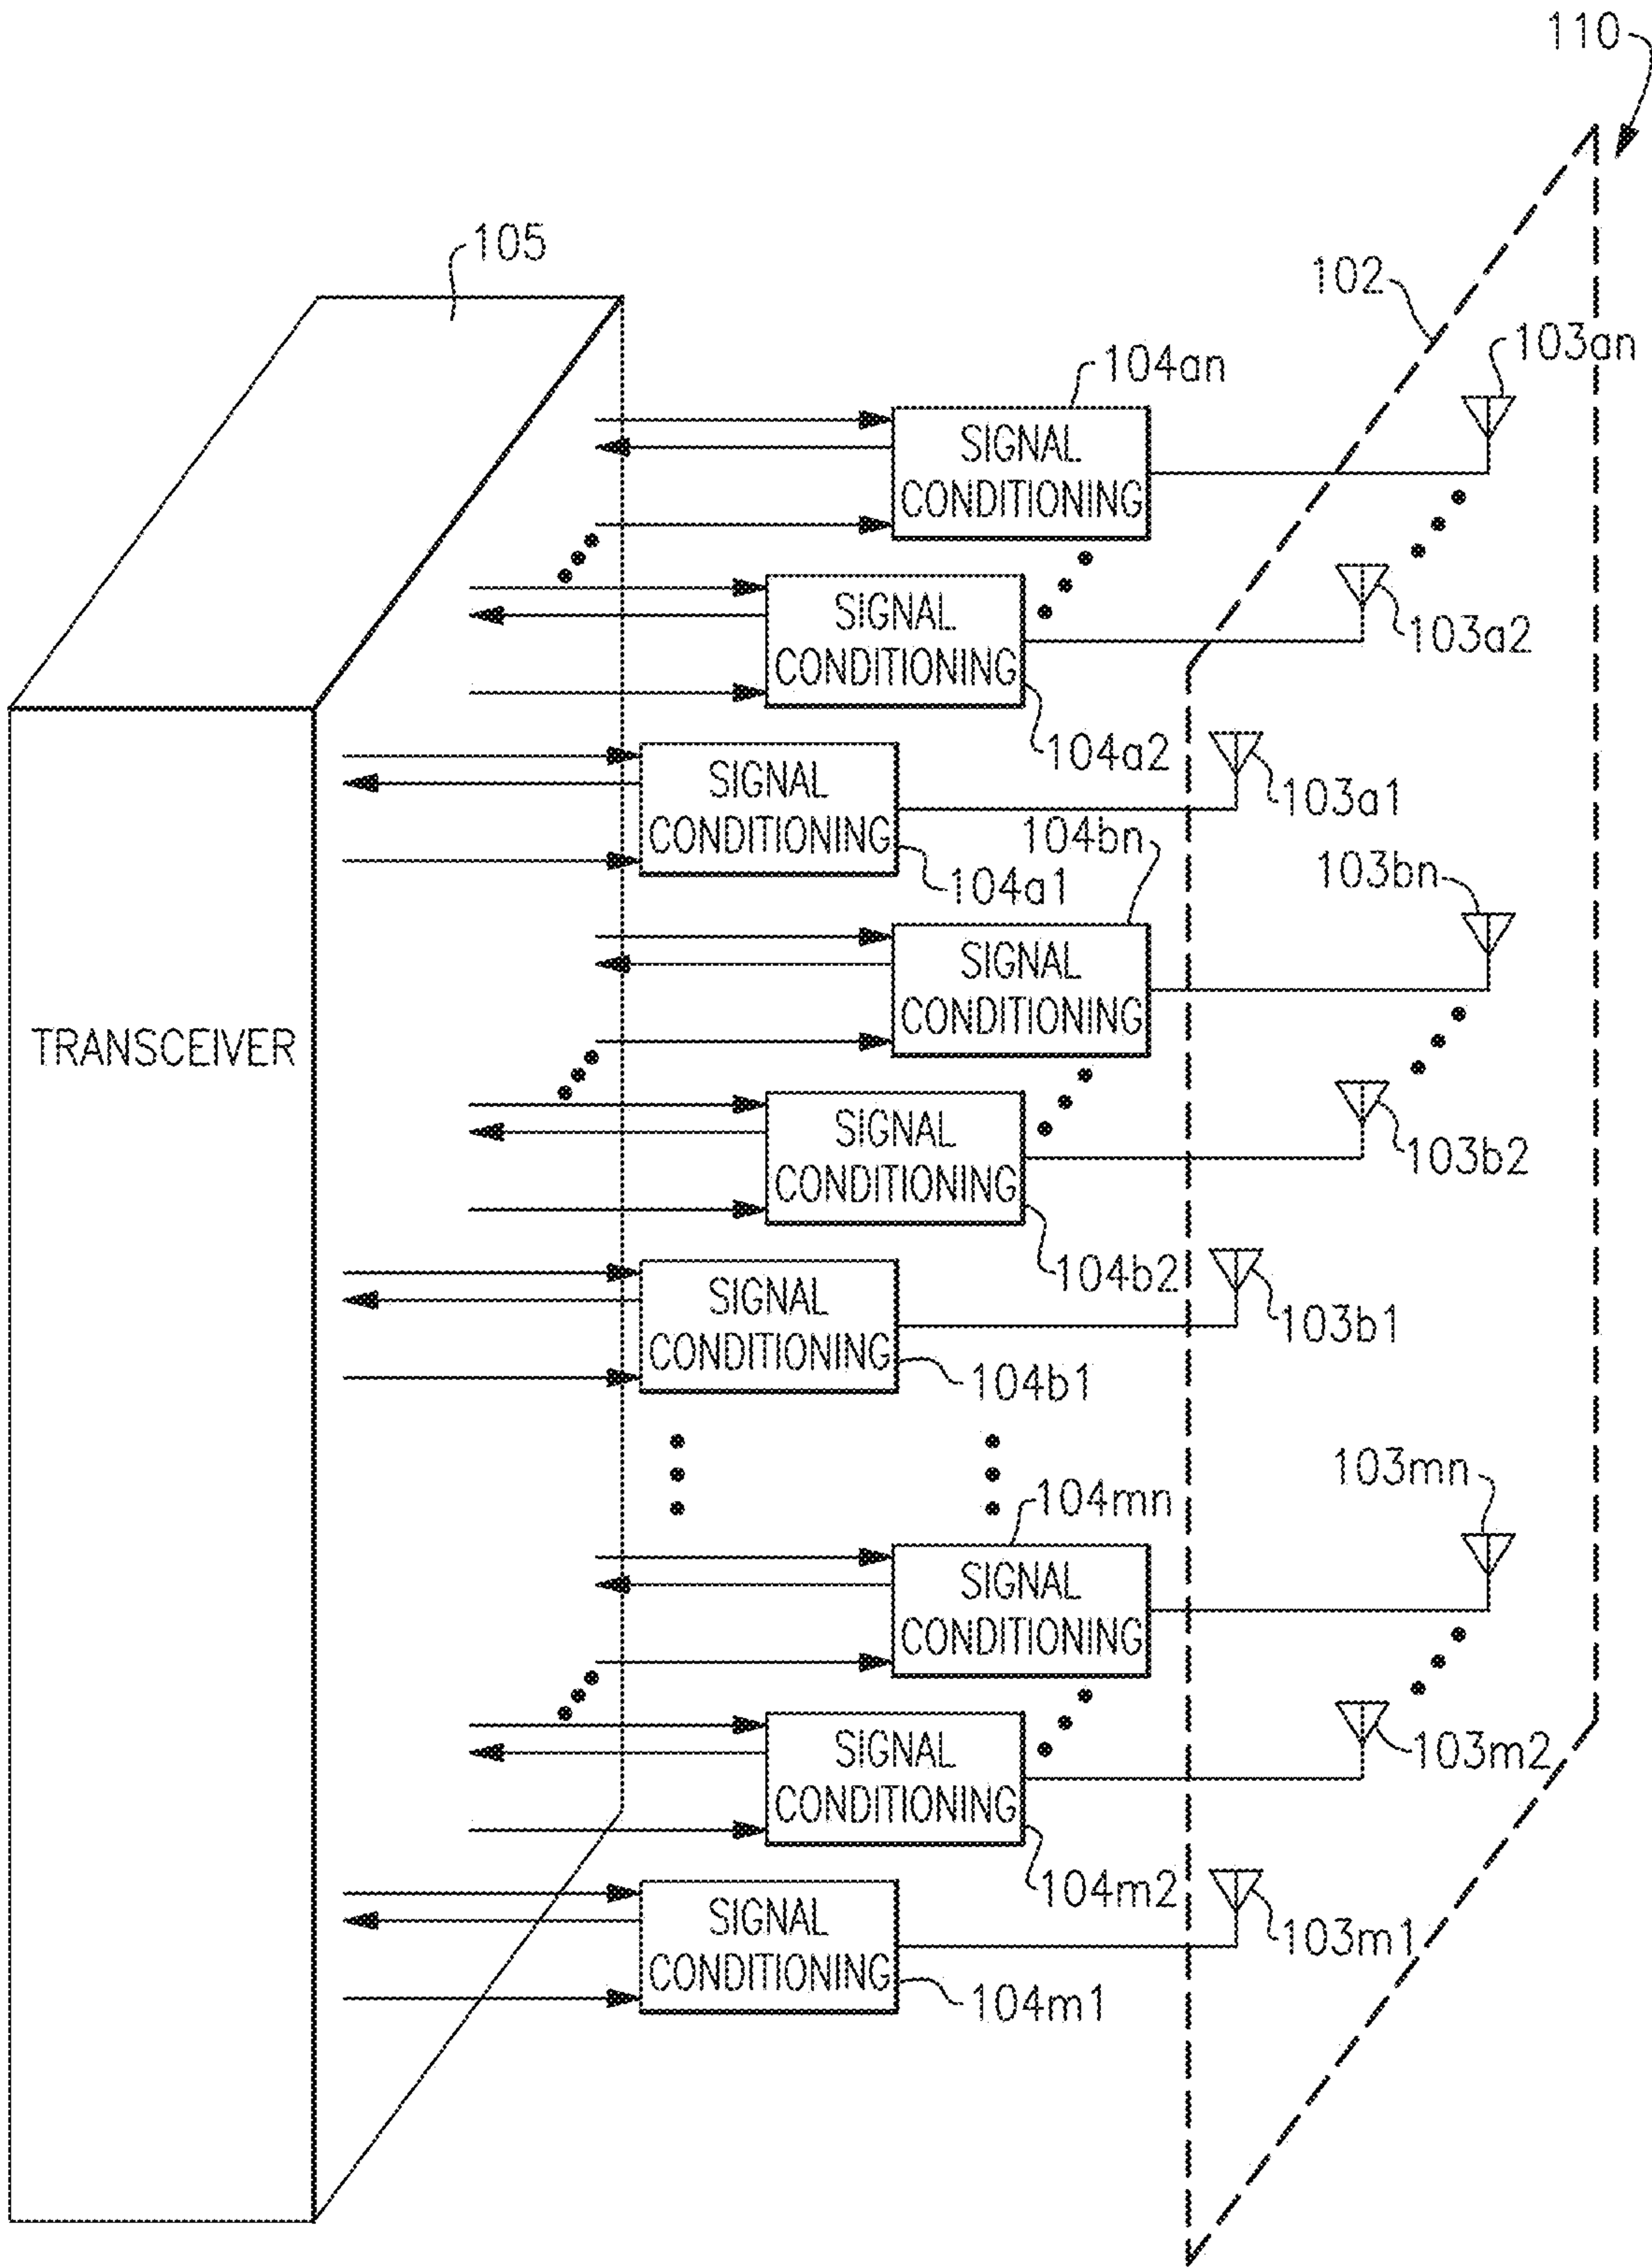 110
105
102
103an
104an
SIGNAL
CONDITIONING
SIGNAL
CONDITIONING
103a2
104a2
SIGNAL
CONDITIONING
103a1
104a1
104bn
103bn
SIGNAL
CONDITIONING
TRANSCEIVER
SIGNAL
CONDITIONING
103b2
104b2
SIGNAL
CONDITIONING
103b1
104b1
103mn
104mn
SIGNAL
CONDITIONING
SIGNAL
CONDITIONING
103m2
104m2
SIGNAL
CONDITIONING
103m1
104m1